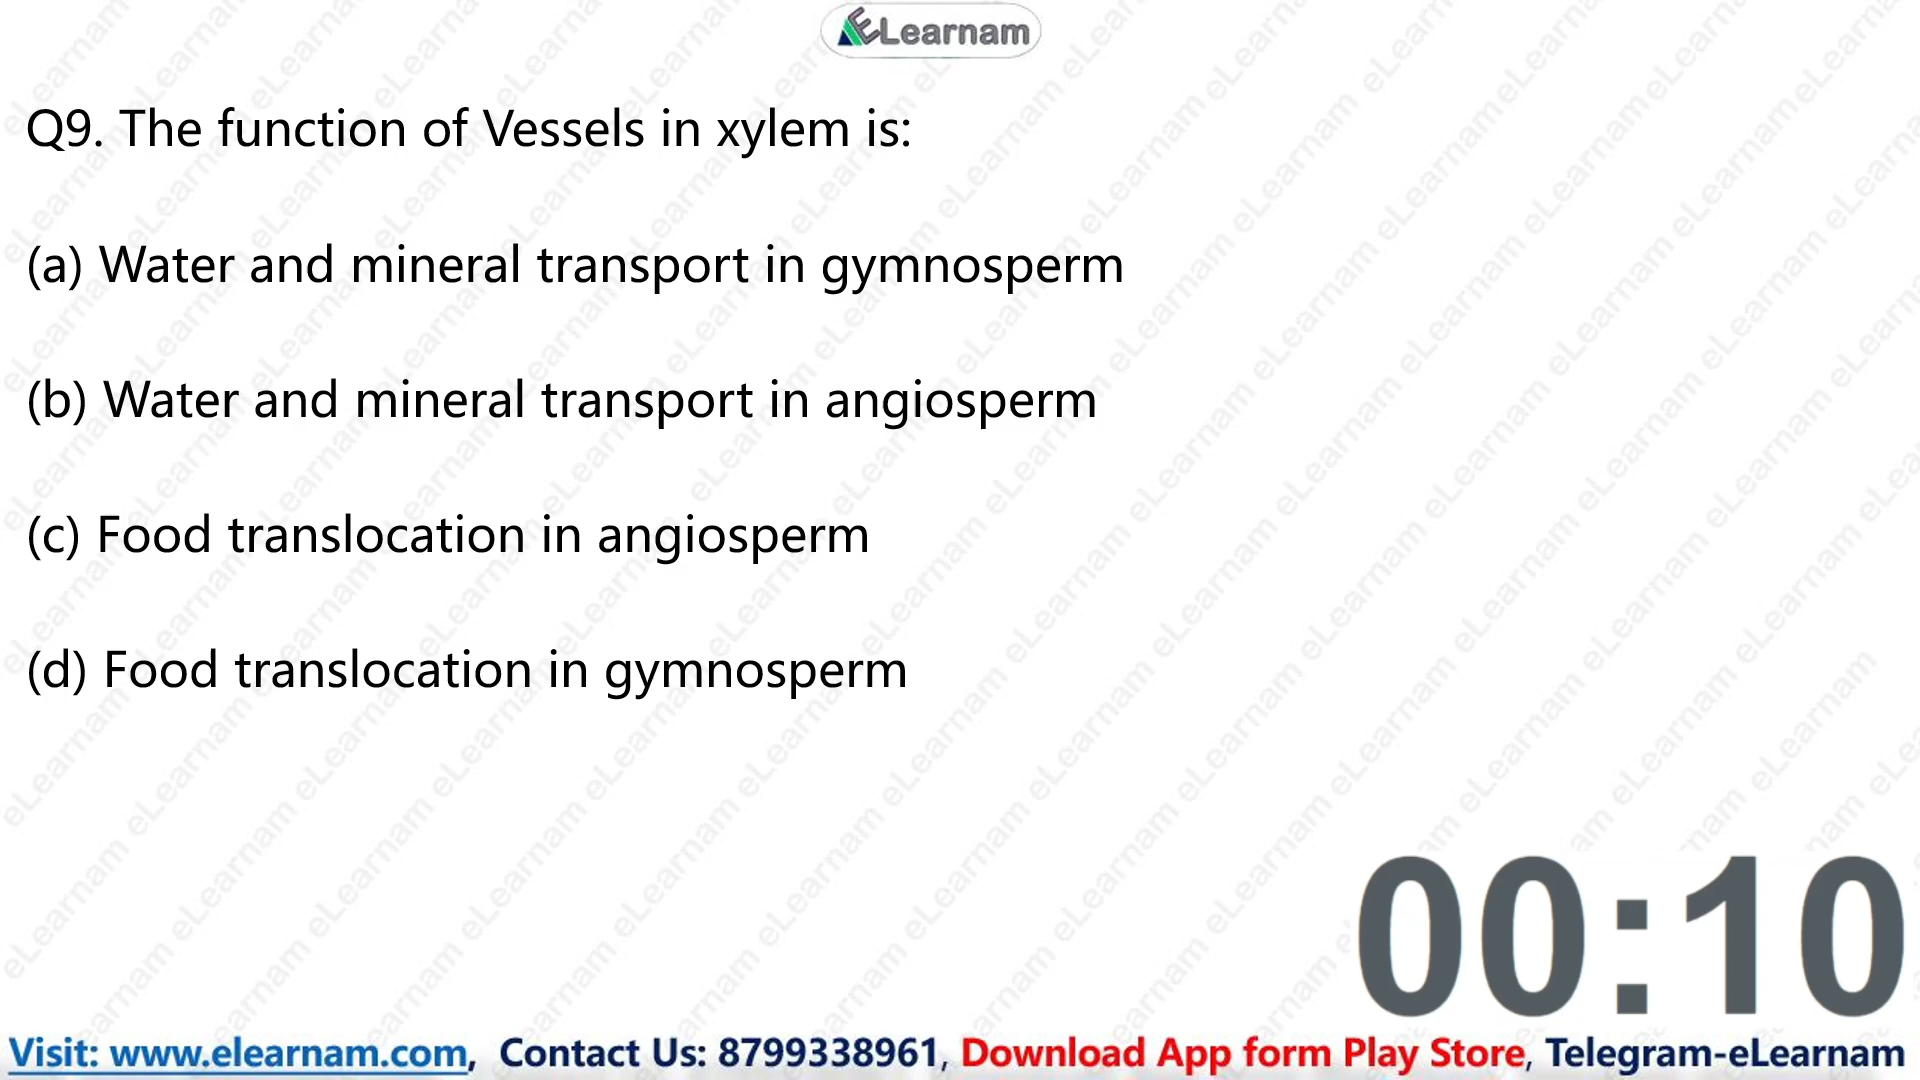 ELearnam
Q9. The function of Vessels in xylem is:
(a) Water and mineral transport in gymnosperm
(b) Water and mineral transport in angiosperm
(c) Food translocation in angiosperm
(d) Food translocation in gymnosperm
00:10
Visit: www.elearnam.com, Contact Us: 8799338961, Download App form Play Store, Telegram-eLearnam